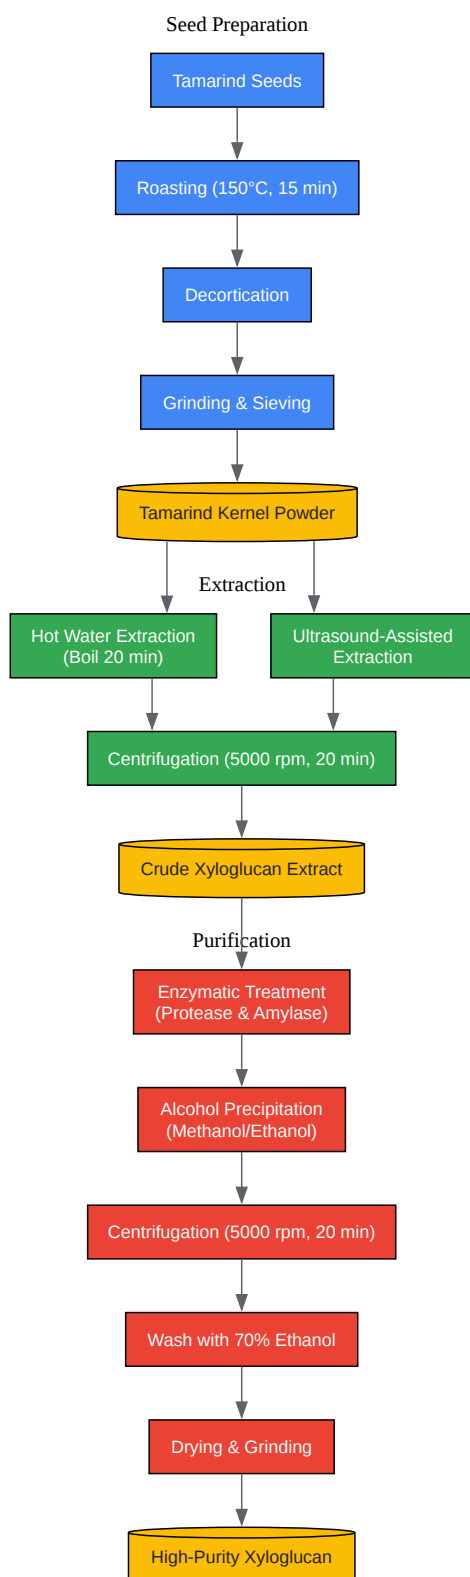 Seed Preparation
Tamarind Seeds
Roasting (150°C, 15 min)
Decortication
Grinding & Sieving
Tamarind Kernel Powder
Extraction
Hot Water Extraction
(Boil 20 min)
Ultrasound-Assisted
Extraction
Centrifugation (5000 rpm, 20 min)
Crude Xyloglucan Extract
Purification
Enzymatic Treatment
(Protease & Amylase)
Alcohol Precipitation
(Methanol/Ethanol)
Centrifugation (5000 rpm, 20 min)
Wash with 70% Ethanol
Drying & Grinding
High-Purity Xyloglucan